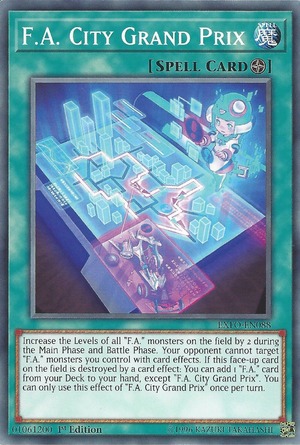 F.A. City Grand Prix
[Spell Card]
EXFO-EN088
Increase the Levels of all "F.A." monsters on the field by 2 during
the Main Phase and Battle Phase. Your opponent cannot target
"F.A." monsters you control with card effects. If this face-up card
on the field is destroyed by a card effect: You can add 1 "F.A." card
from your Deck to your hand, except "F.A. City Grand Prix". You
can only use this effect of "F.A. City Grand Prix" once per turn.
01061200 1st Edition ©1996 KAZUKI TAKAHASHI